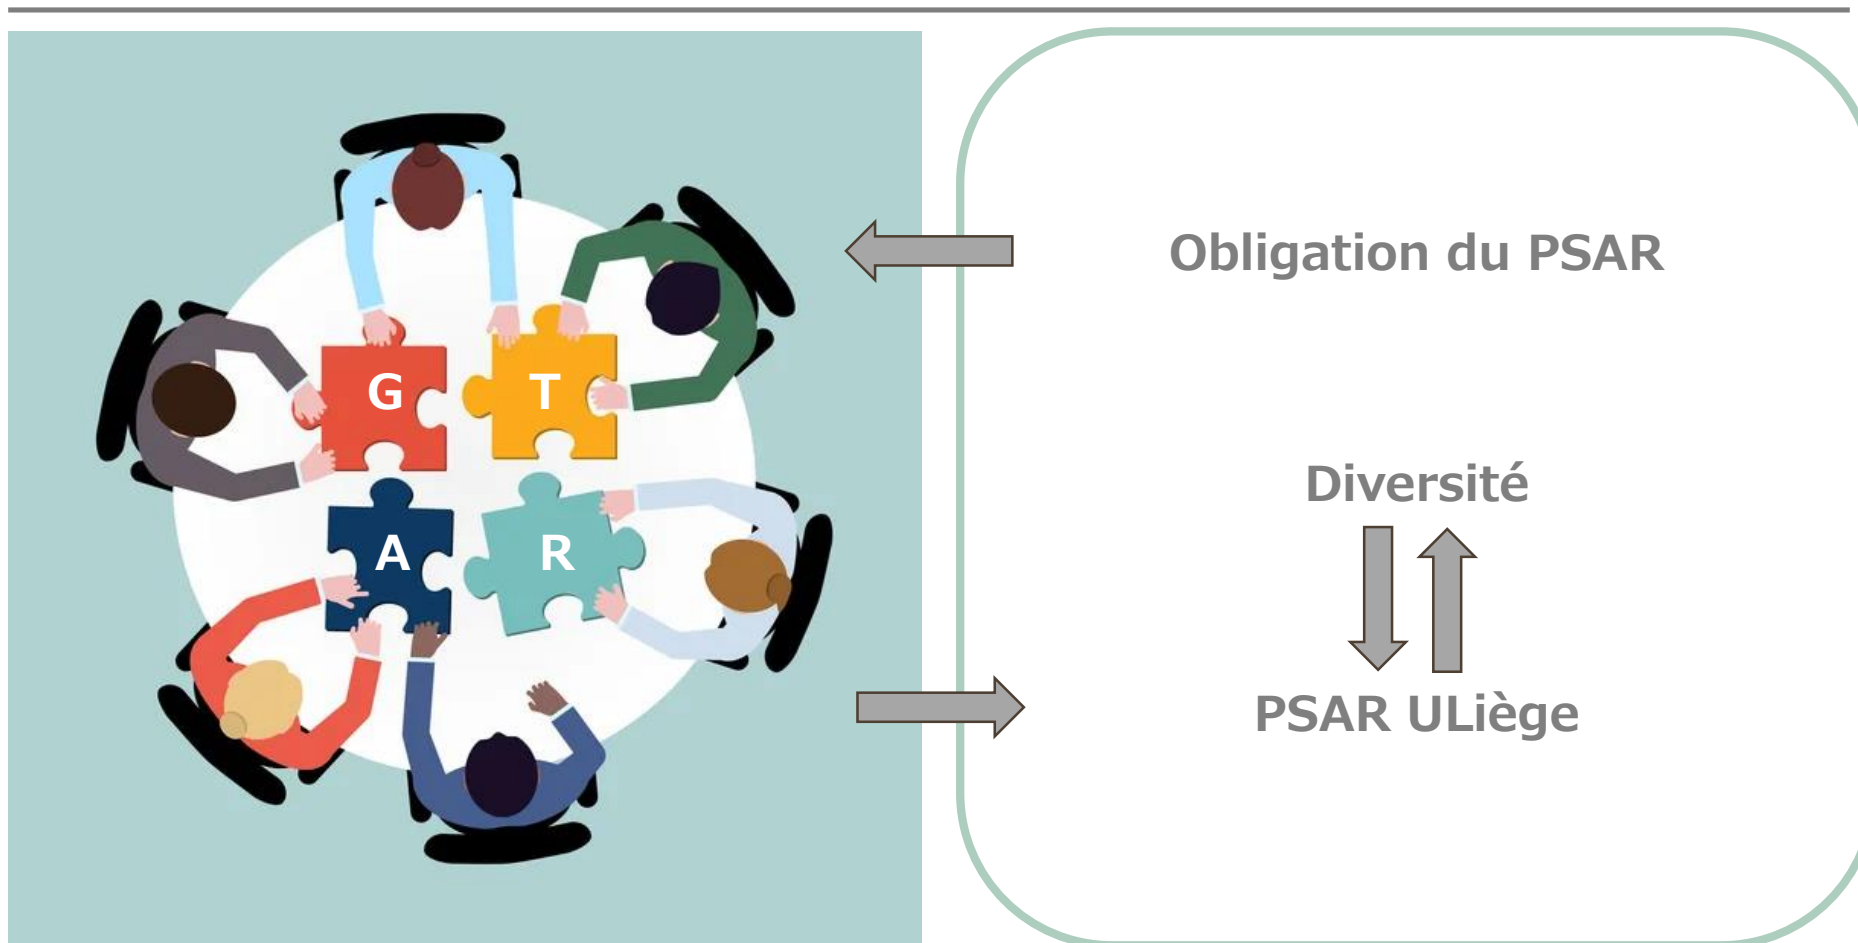 G T
A R
Obligation du PSAR
Diversité
PSAR ULiège